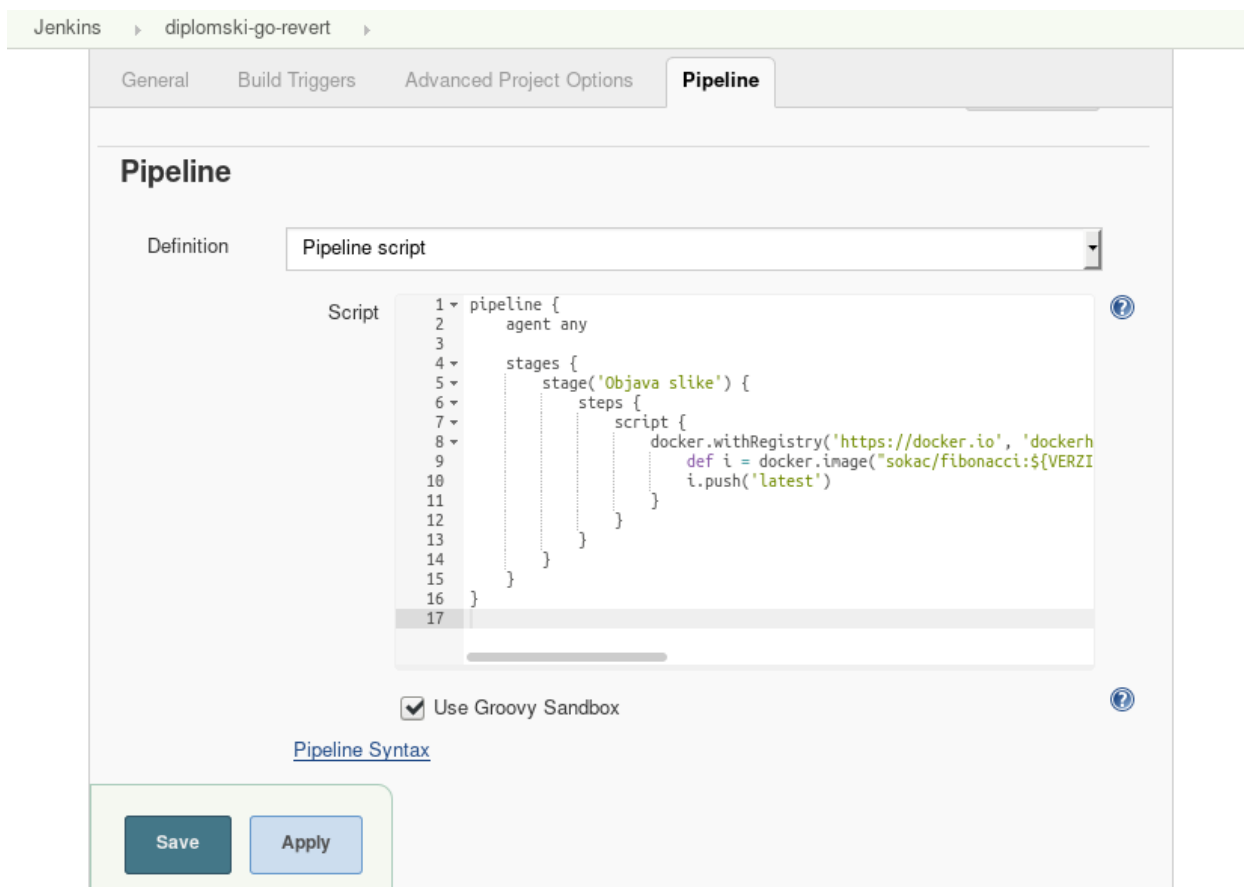 Jenkins diplomski-go-revert
General Build Triggers Advanced Project Options Pipeline
Pipeline
Definition Pipeline script
Script
1 pipeline {
2 agent any
3
4 stages {
5 stage('Objava slike') {
6 steps {
7 script {
8 docker.withRegistry('https://docker.io', 'dockerh
9 def i = docker.image("sokac/fibonacci:${VERZI
10 i.push('latest')
11 }
12 }
13 }
14 }
15 }
16 }
17
Use Groovy Sandbox
Pipeline Syntax
Save Apply